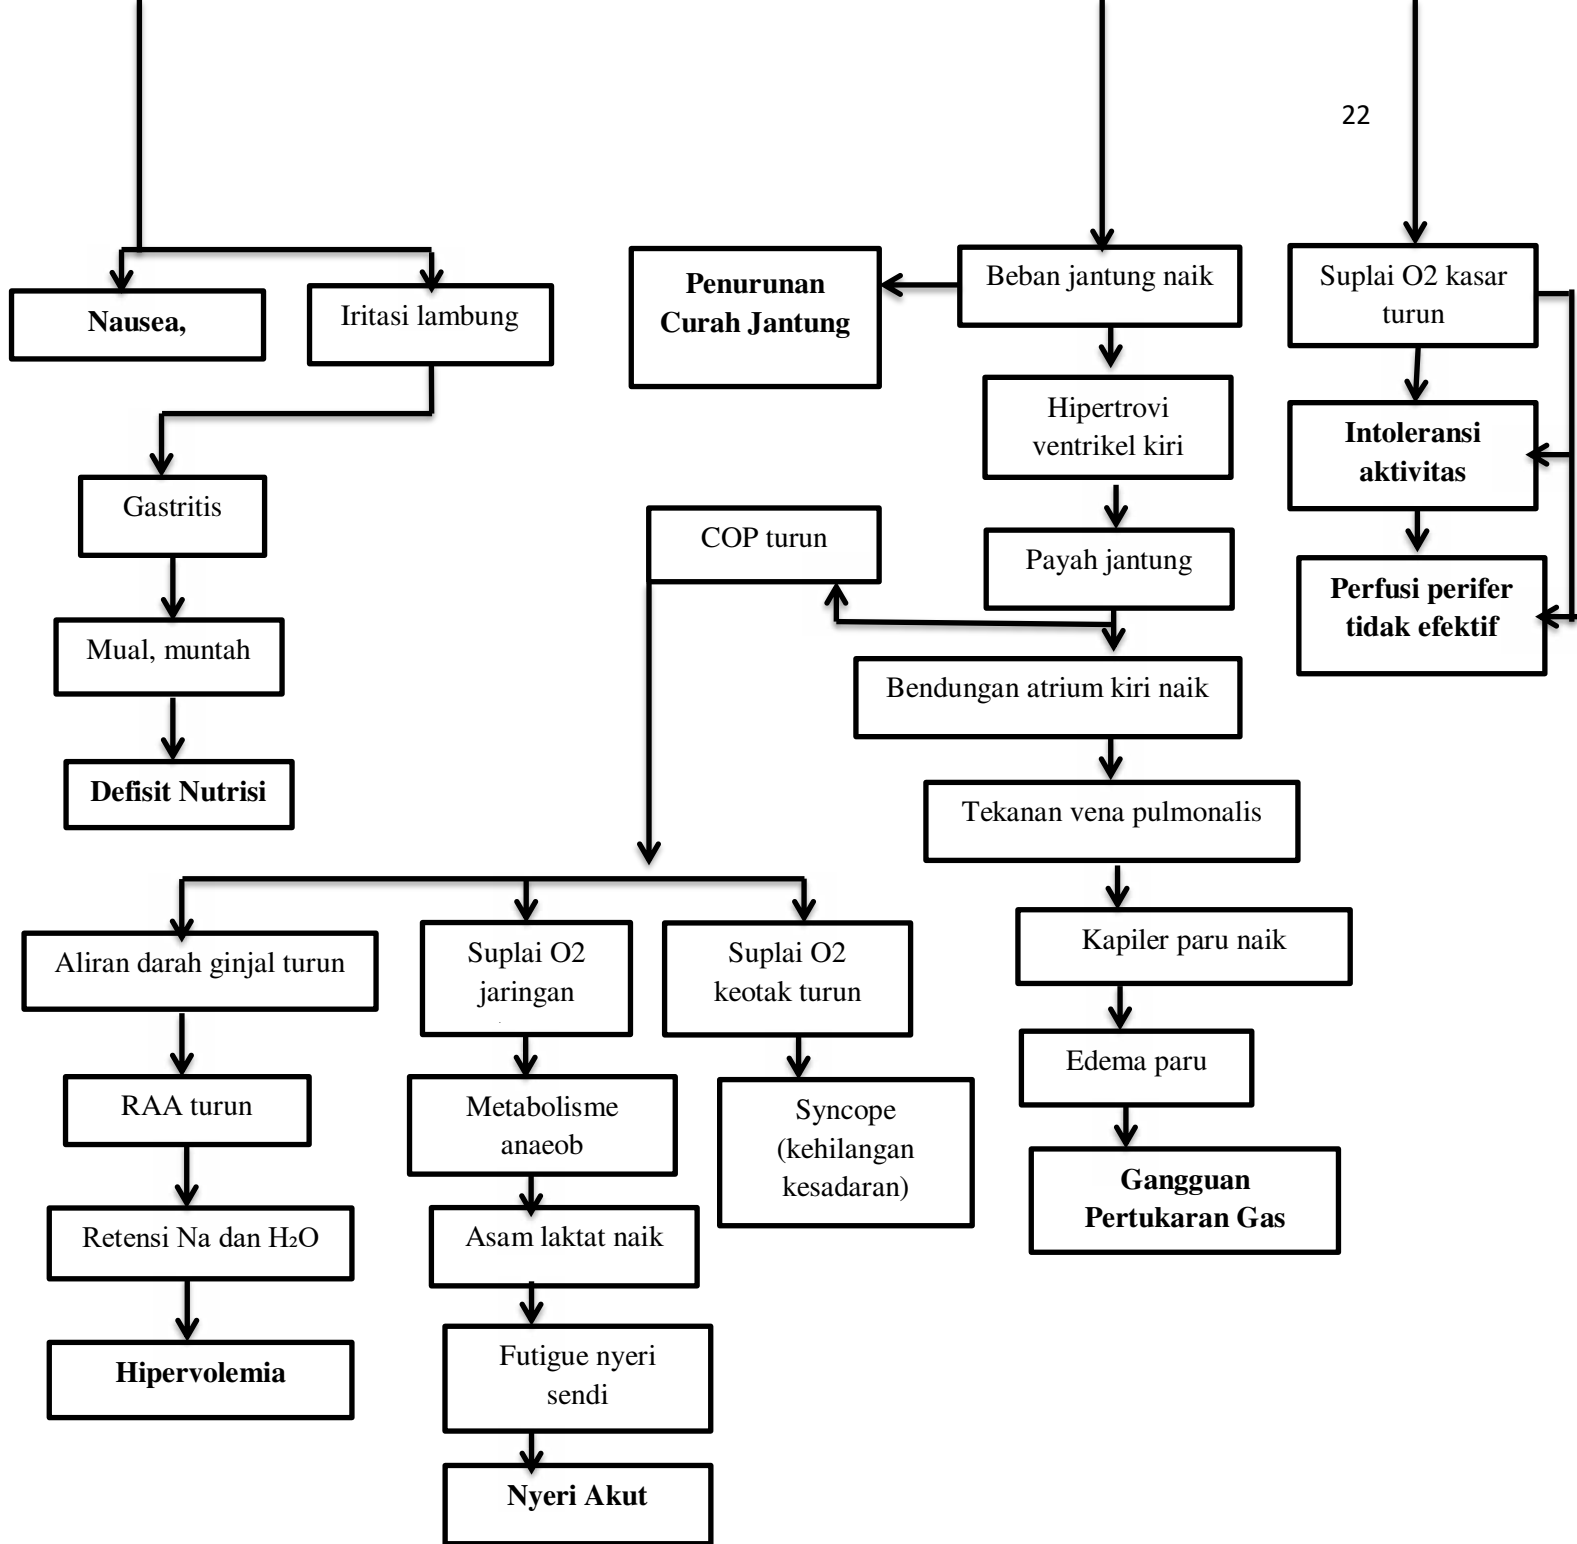 22
Nausea,
Iritasi lambung
Penurunan
Curah Jantung
Beban jantung naik
Suplai O2 kasar
turun
Hipertrovi
ventrikel kiri
Intoleransi
aktivitas
Gastritis
COP turun
Payah jantung
Perfusi perifer
tidak efektif
Mual, muntah
Bendungan atrium kiri naik
Defisit Nutrisi
Tekanan vena pulmonalis
Aliran darah ginjal turun
Suplai O2
jaringan
Suplai O2
keotak turun
Kapiler paru naik
Edema paru
RAA turun
Metabolisme
anaeob
Syncope
(kehilangan
kesadaran)
Gangguan
Pertukaran Gas
Retensi Na dan H₂O
Asam laktat naik
Hipervolemia
Futigue nyeri
sendi
Nyeri Akut